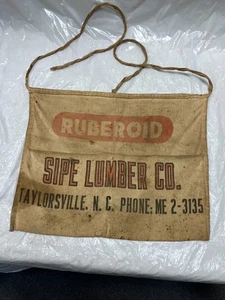 RUBEROID
SIPE LUMBER CO.
TAYLORSVILLE, N. C. PHONE: ME 2-3135